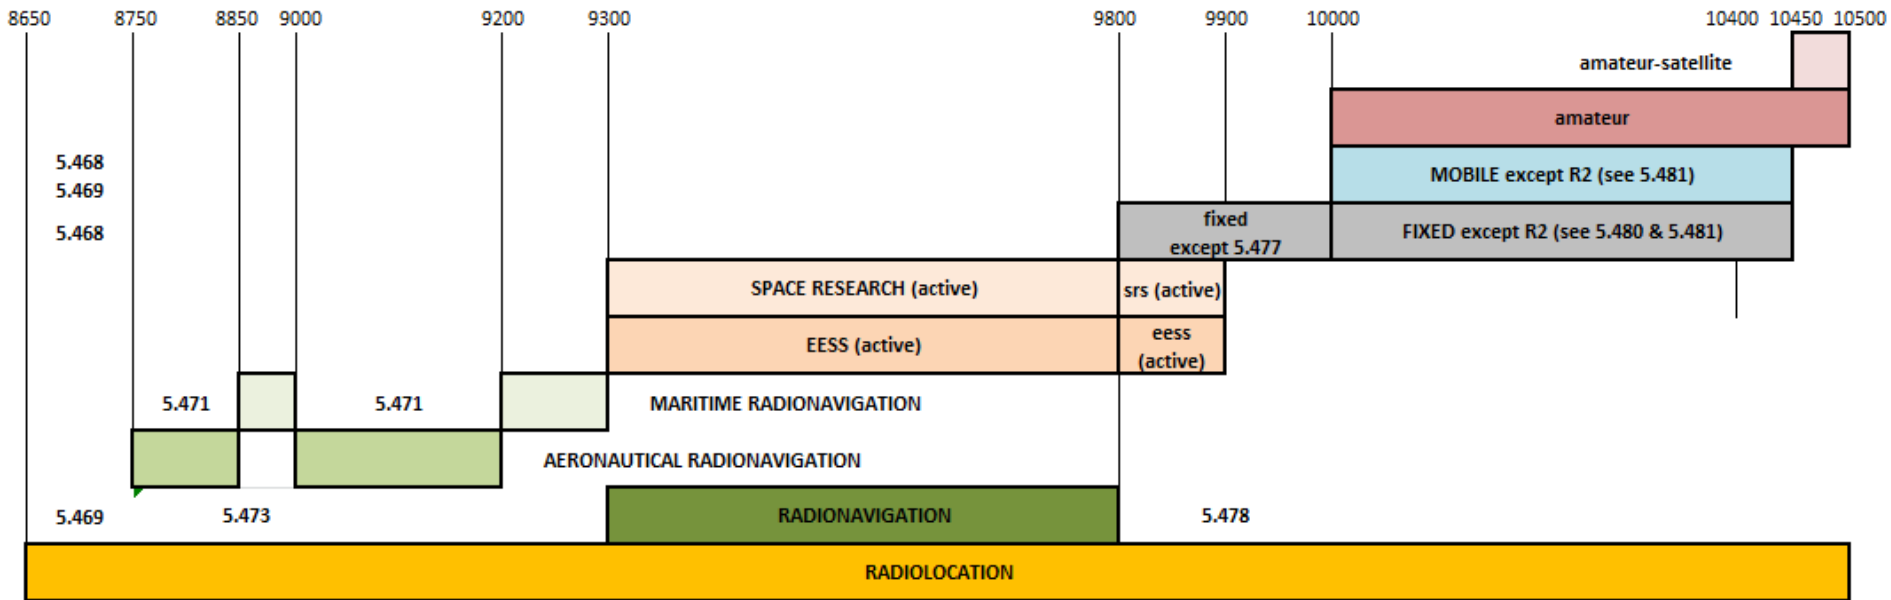 8650 8750 8850 9000 9200 9300 9800 9900 10000 10400 10450 10500
amateur-satellite
amateur
5.468
MOBILE except R2 (see 5.481)
5.469
fixed
except 5.477
5.468
FIXED except R2 (see 5.480 & 5.481)
SPACE RESEARCH (active)
srs (active)
EESS (active)
eess
(active)
5.471
5.471
MARITIME RADIONAVIGATION
AERONAUTICAL RADIONAVIGATION
5.469
5.473
RADIONAVIGATION
5.478
RADIOLOCATION